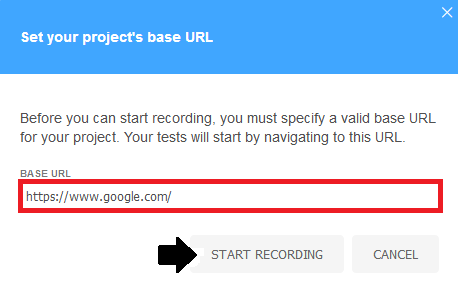 Set your project's base URL
Before you can start recording, you must specify a valid base URL
for your project. Your tests will start by navigating to this URL.
BASE URL
https://www.google.com/
START RECORDING
CANCEL